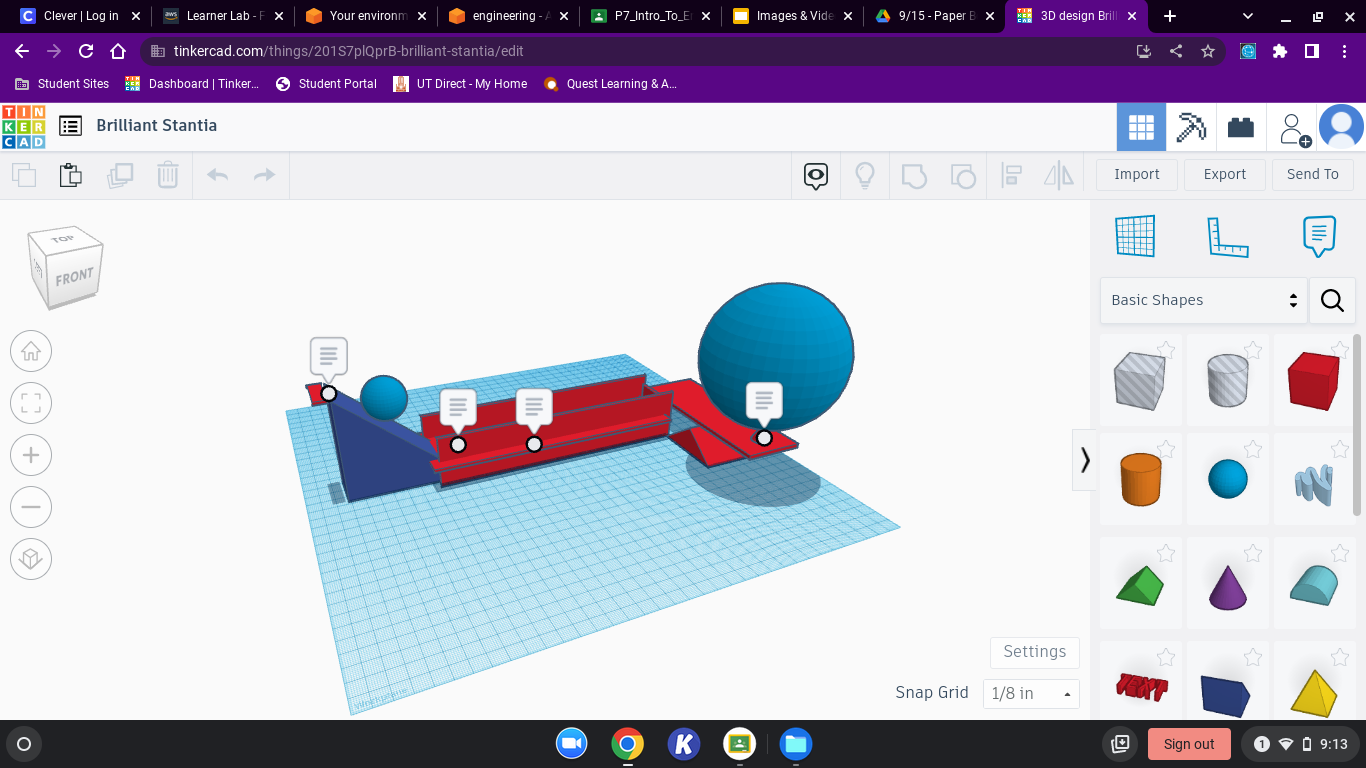 Clever | Log in
Learner Lab - F
Your environm
engineering - A
P7_Intro_To_E
Images & Vide
9/15 - Paper B
3D design Bril
tinkercad.com/things/201S7plQprB-brilliant-stantia/edit
Student Sites
Dashboard | Tinker...
Student Portal
UT Direct - My Home
Quest Learning & A...
TIN
KER
CAD
Brilliant Stantia
Import
Export
Send To
TOP
LEFT
FRONT
Basic Shapes
TEXT
Workplane
Settings
Snap Grid
1/8 in
Sign out
1
9:13